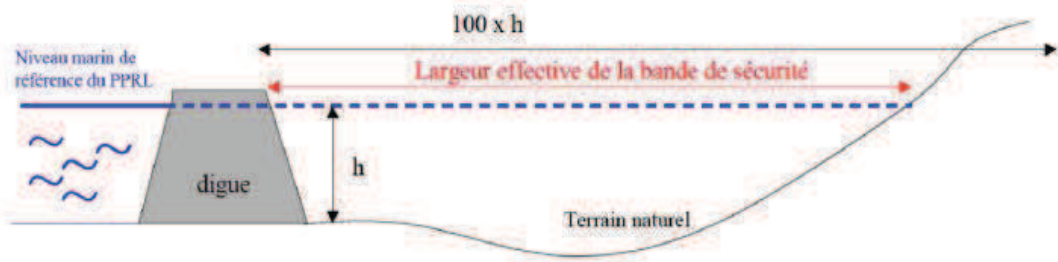 100 x h
Niveau marin de
référence du PPRL
Largeur effective de la bande de sécurité
h
digue
Terrain naturel